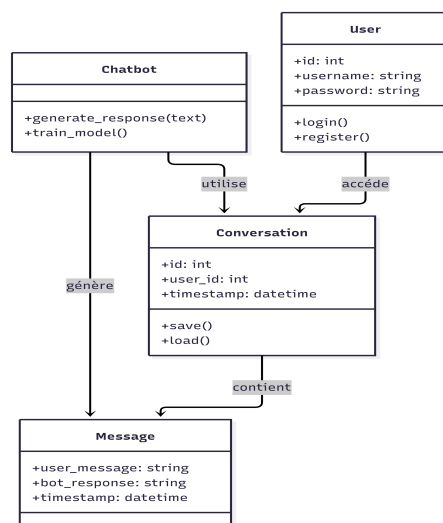 User
+id: int
+username: string
+password: string
+login()
+register()
Chatbot
+generate_response(text)
+train_model()
utilise
accéde
Conversation
+id: int
+user_id: int
+timestamp: datetime
+save()
+load()
génère
contient
Message
+user_message: string
+bot_response: string
+timestamp: datetime